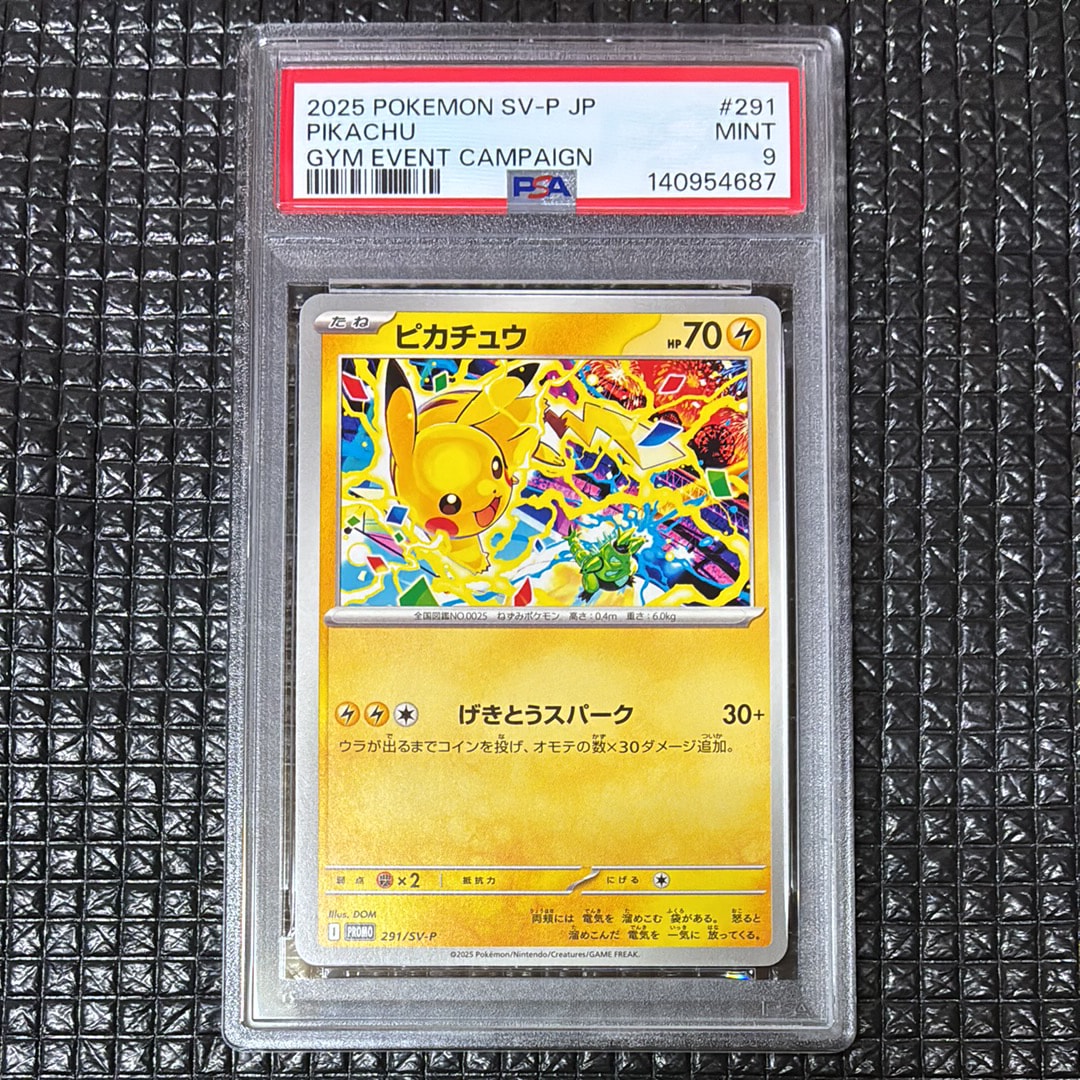 2025 POKEMON SV-P JP #291
PIKACHU MINT
GYM EVENT CAMPAIGN 9
PSA 140954687
たね ピカチュウ HP70
全国図鑑NO.0025 ねずみポケモン 高さ:0.4m 重さ:6.0kg
げきとうスパーク 30+
ウラが出るまでコインを投げ、オモテの数×30ダメージ追加。
弱点 ×2 抵抗力 にげる
Illus. DOM
両頬には 電気を 溜めこむ 袋がある。 怒ると
I PROMO 291/SV-P
溜めこんだ 電気を 一気に 放ってくる。
©2025 Pokémon/Nintendo/Creatures/GAME FREAK.